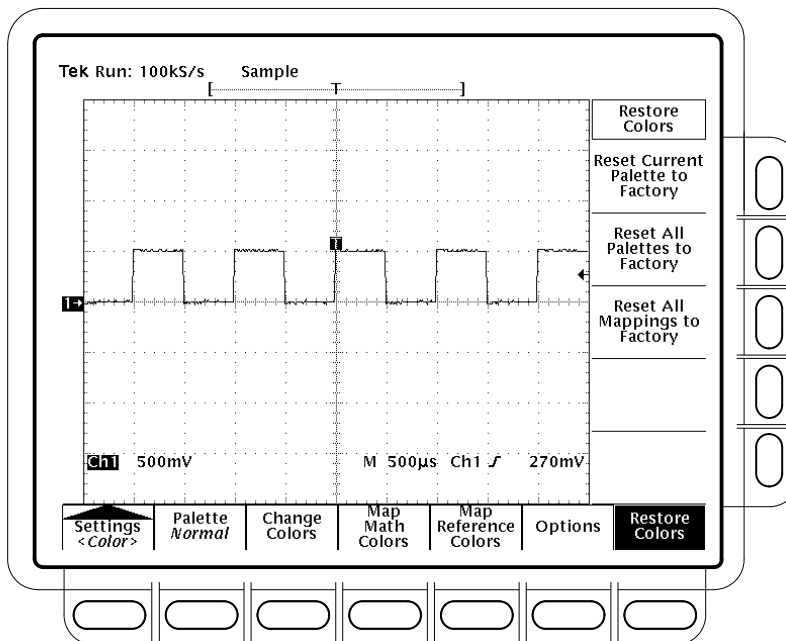 Tek Run: 100kS/s Sample
[ T ]
Restore
Colors
Reset Current
Palette to
Factory
Reset All
Palettes to
Factory
Reset All
Mappings to
Factory
T
1→
Ch1 500mV M 500µs Ch1 270mV
Settings
<Color>
Palette
Normal
Change
Colors
Map
Math
Colors
Map
Reference
Colors
Options
Restore
Colors